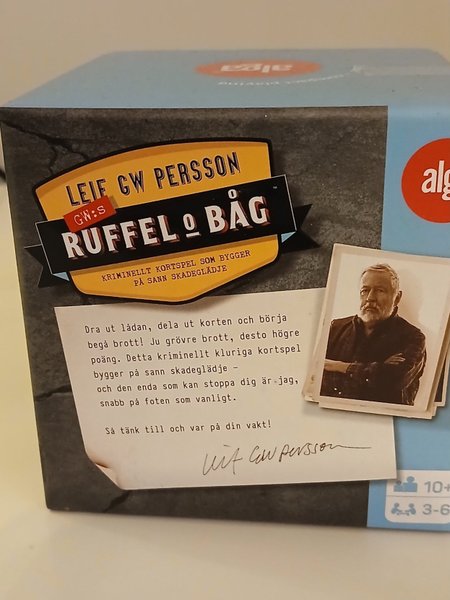 alga
LEIF GW PERSSON
GW:s
RUFFEL o BÅG™
KRIMINELLT KORTSPEL SOM BYGGER
PÅ SANN SKADEGLÄDJE
Dra ut lådan, dela ut korten och börja
begå brott! Ju grövre brott, desto högre
poäng. Detta kriminellt kluriga kortspel
bygger på sann skadeglädje –
och den enda som kan stoppa dig är jag,
snabb på foten som vanligt.
Så tänk till och var på din vakt!
Leif GW Persson
alg
10+
3-6